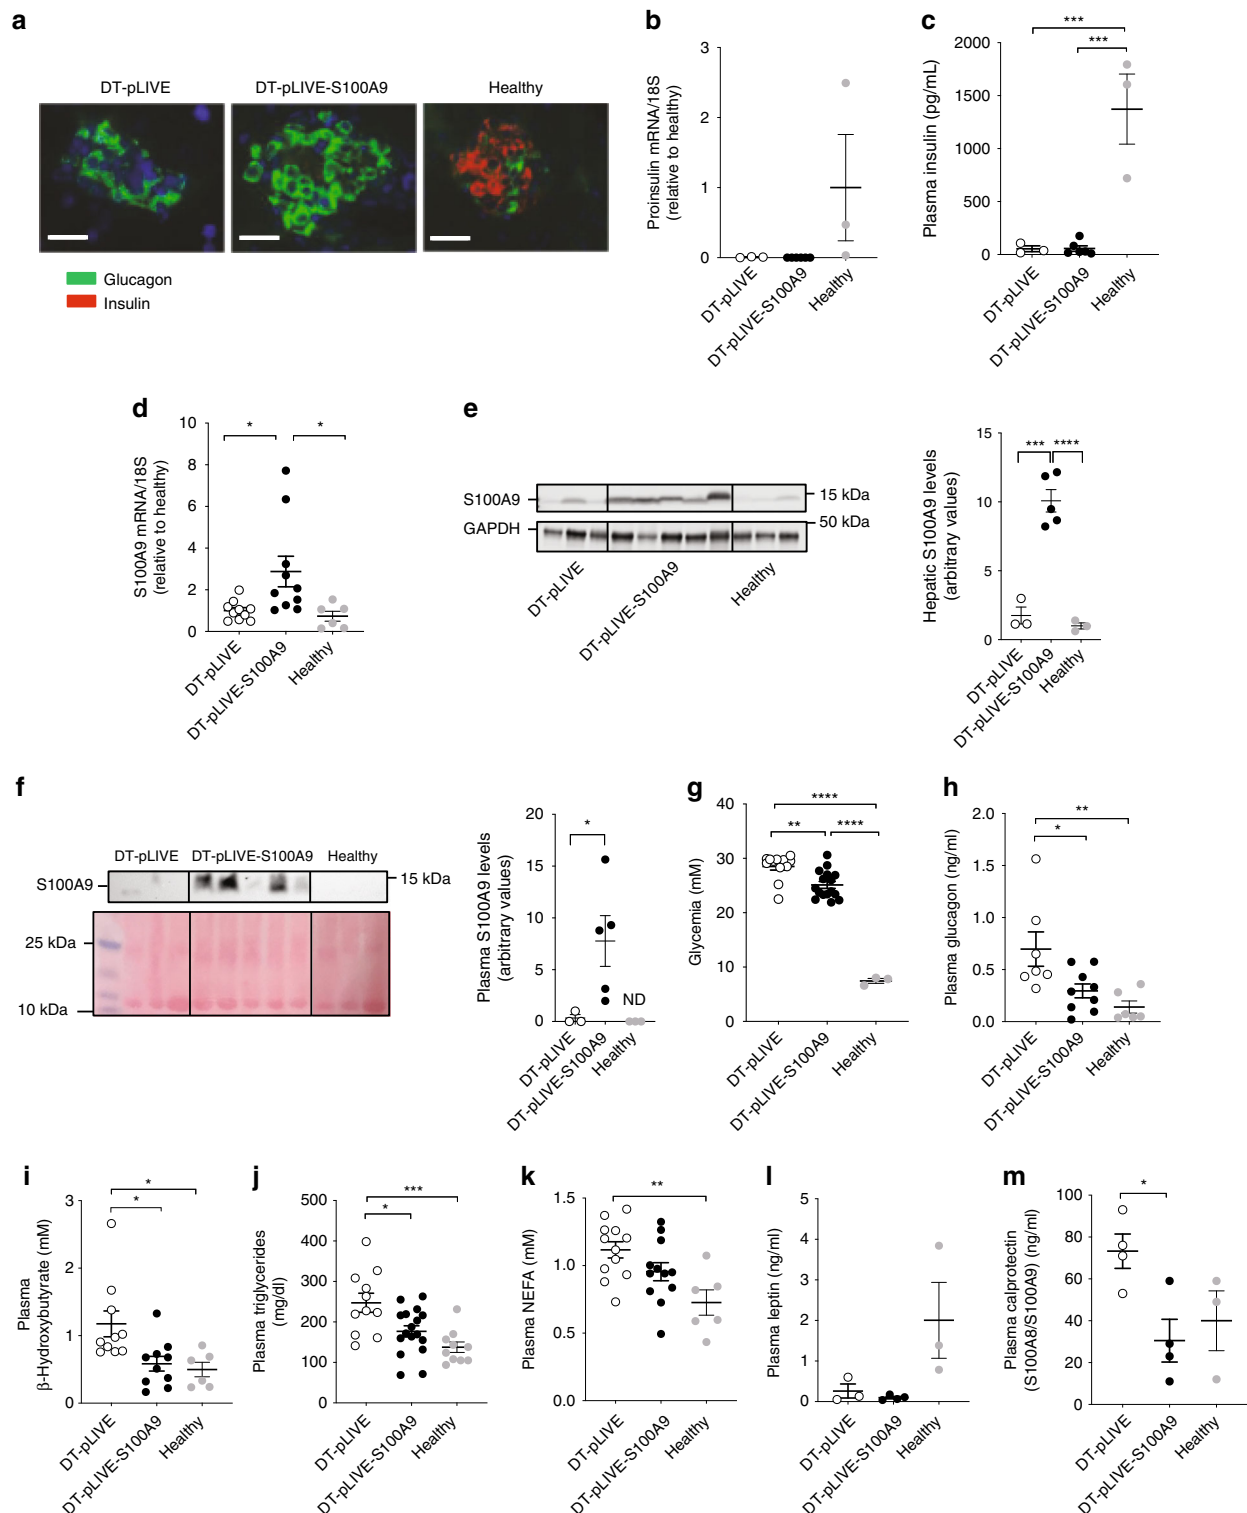 a
DT-pLIVE
DT-pLIVE-S100A9
Healthy
Glucagon
Insulin
b
Proinsulin mRNA/18S
(relative to healthy)
3
2
1
0
DT-pLIVE
DT-pLIVE-S100A9
Healthy
c
Plasma insulin (pg/mL)
2000
1500
1000
500
0
***
***
DT-pLIVE
DT-pLIVE-S100A9
Healthy
d
S100A9 mRNA/18S
(relative to healthy)
10
8
6
4
2
0
*
*
DT-pLIVE
DT-pLIVE-S100A9
Healthy
e
S100A9
GAPDH
15 kDa
50 kDa
DT-pLIVE
DT-pLIVE-S100A9
Healthy
Hepatic S100A9 levels
(arbitrary values)
15
10
5
0
***
****
DT-pLIVE
DT-pLIVE-S100A9
Healthy
f
DT-pLIVE
DT-pLIVE-S100A9
Healthy
S100A9
15 kDa
25 kDa
10 kDa
Plasma S100A9 levels
(arbitrary values)
20
15
10
5
0
*
ND
DT-pLIVE
DT-pLIVE-S100A9
Healthy
g
Glycemia (mM)
40
30
20
10
0
****
**
****
DT-pLIVE
DT-pLIVE-S100A9
Healthy
h
Plasma glucagon (ng/ml)
2.0
1.5
1.0
0.5
0.0
**
*
DT-pLIVE
DT-pLIVE-S100A9
Healthy
i
Plasma
β-Hydroxybutyrate (mM)
3
2
1
0
*
*
DT-pLIVE
DT-pLIVE-S100A9
Healthy
j
Plasma triglycerides
(mg/dl)
500
400
300
200
100
0
***
*
DT-pLIVE
DT-pLIVE-S100A9
Healthy
k
Plasma NEFA (mM)
1.5
1.0
0.5
0.0
**
DT-pLIVE
DT-pLIVE-S100A9
Healthy
l
Plasma leptin (ng/ml)
5
4
3
2
1
0
DT-pLIVE
DT-pLIVE-S100A9
Healthy
m
Plasma calprotectin
(S100A8/S100A9) (ng/ml)
100
80
60
40
20
0
*
DT-pLIVE
DT-pLIVE-S100A9
Healthy